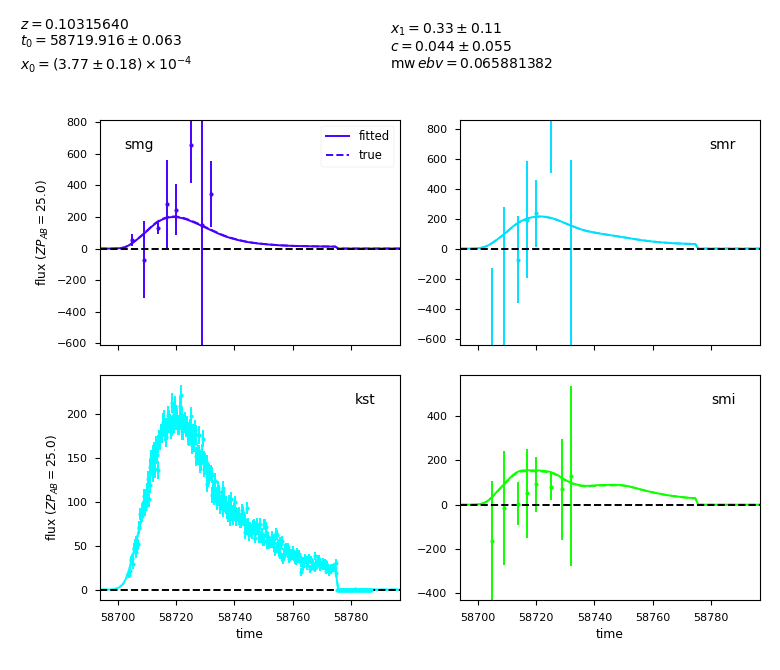 z = 0.10315640
t₀ = 58719.916 ± 0.063
x₀ = (3.77 ± 0.18) × 10⁻⁴
x₁ = 0.33 ± 0.11
c = 0.044 ± 0.055
mw ebv = 0.065881382
smg
fitted
true
800
600
400
200
0
−200
−400
−600
flux (ZP_AB = 25.0)
smr
800
600
400
200
0
−200
−400
−600
kst
200
150
100
50
0
flux (ZP_AB = 25.0)
58700 58720 58740 58760 58780
time
smi
400
200
0
−200
−400
58700 58720 58740 58760 58780
time